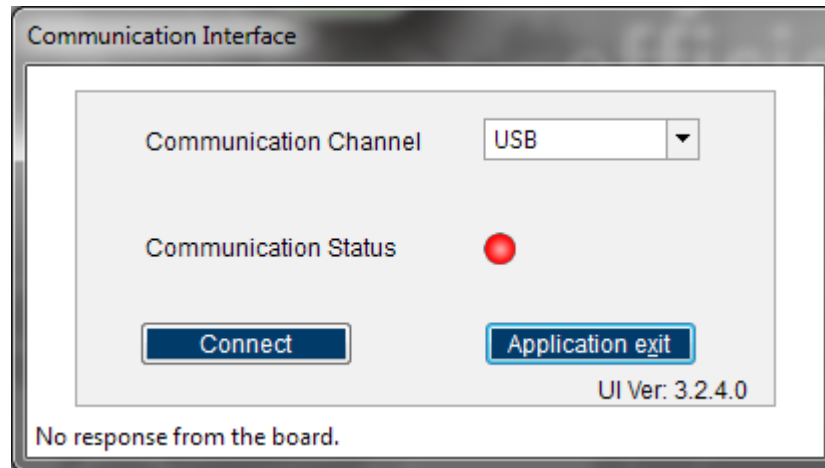 Communication Interface
Communication Channel
USB
Communication Status
Connect
Application exit
UI Ver: 3.2.4.0
No response from the board.